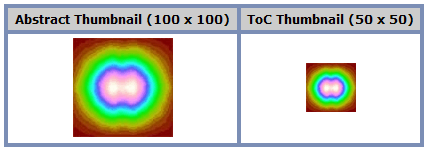 Abstract Thumbnail (100 x 100)
ToC Thumbnail (50 x 50)